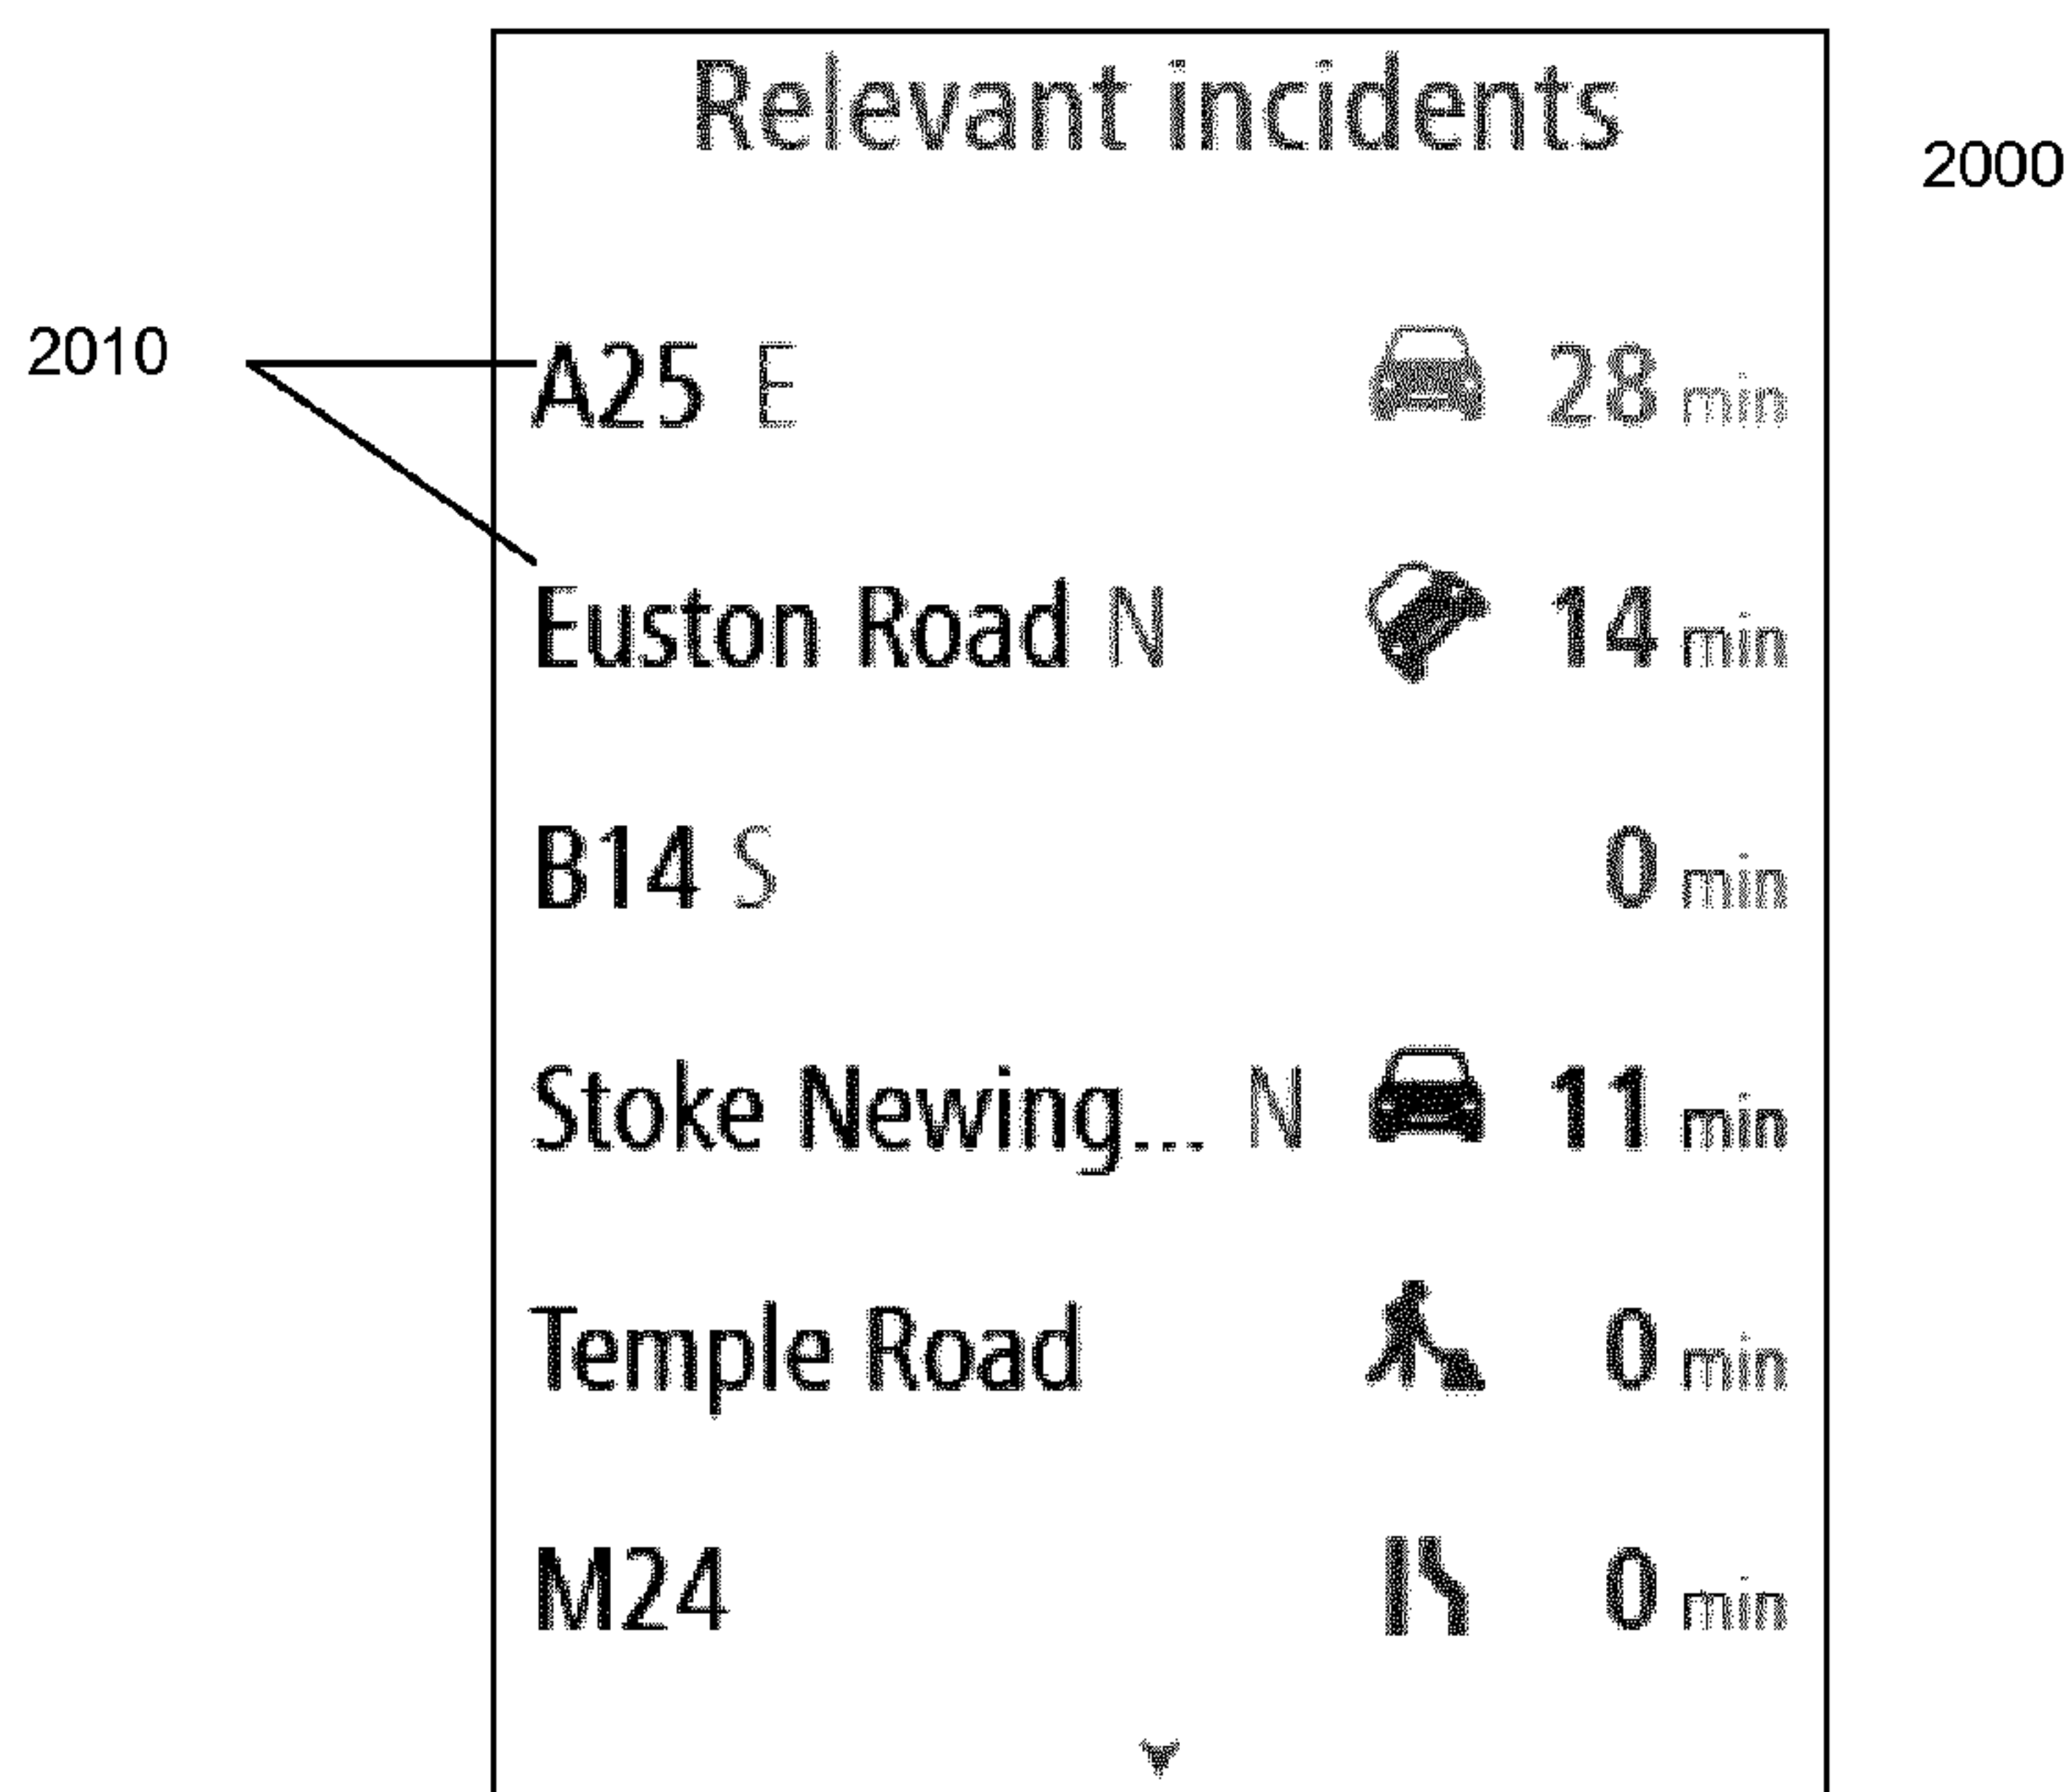 Relevant incidents
2000
2010
A25 E 28 min
Euston Road N 14 min
B14 S 0 min
Stoke Newing... N 11 min
Temple Road 0 min
M24 0 min